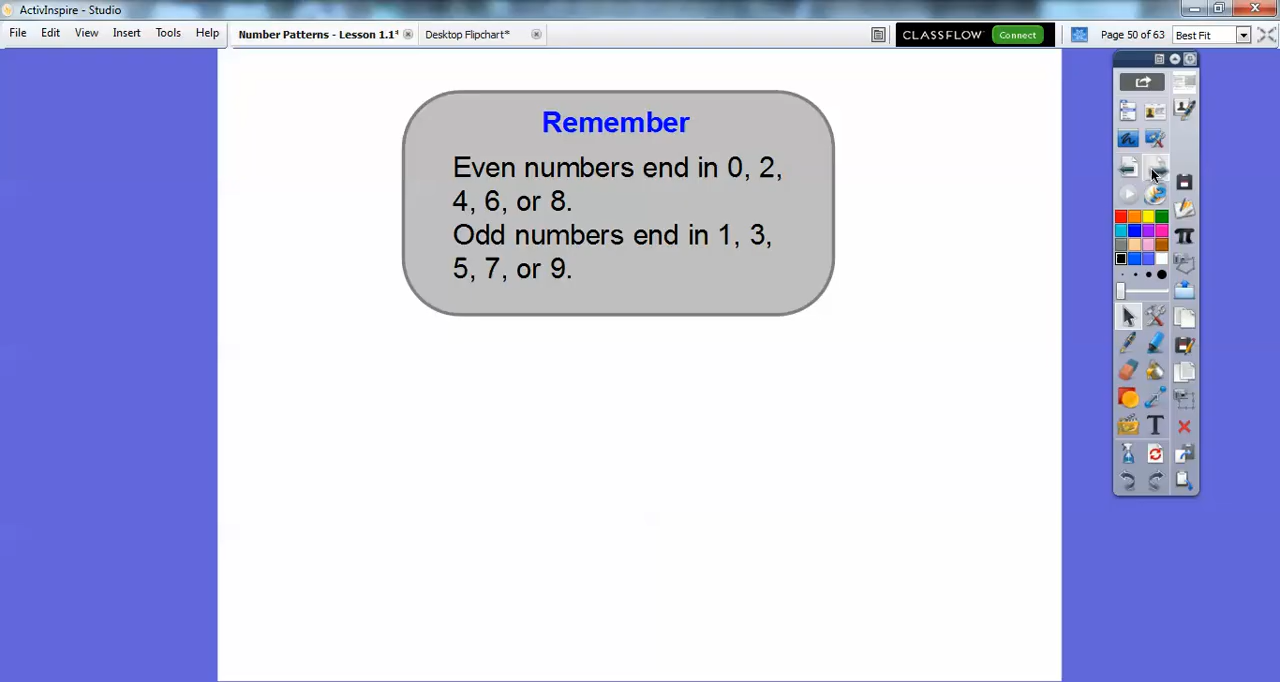 ActivInspire - Studio
File Edit View Insert Tools Help
Number Patterns - Lesson 1.1*
Desktop Flipchart*
CLASSFLOW Connect
Page 50 of 63
Best Fit
Remember
Even numbers end in 0, 2,
4, 6, or 8.
Odd numbers end in 1, 3,
5, 7, or 9.